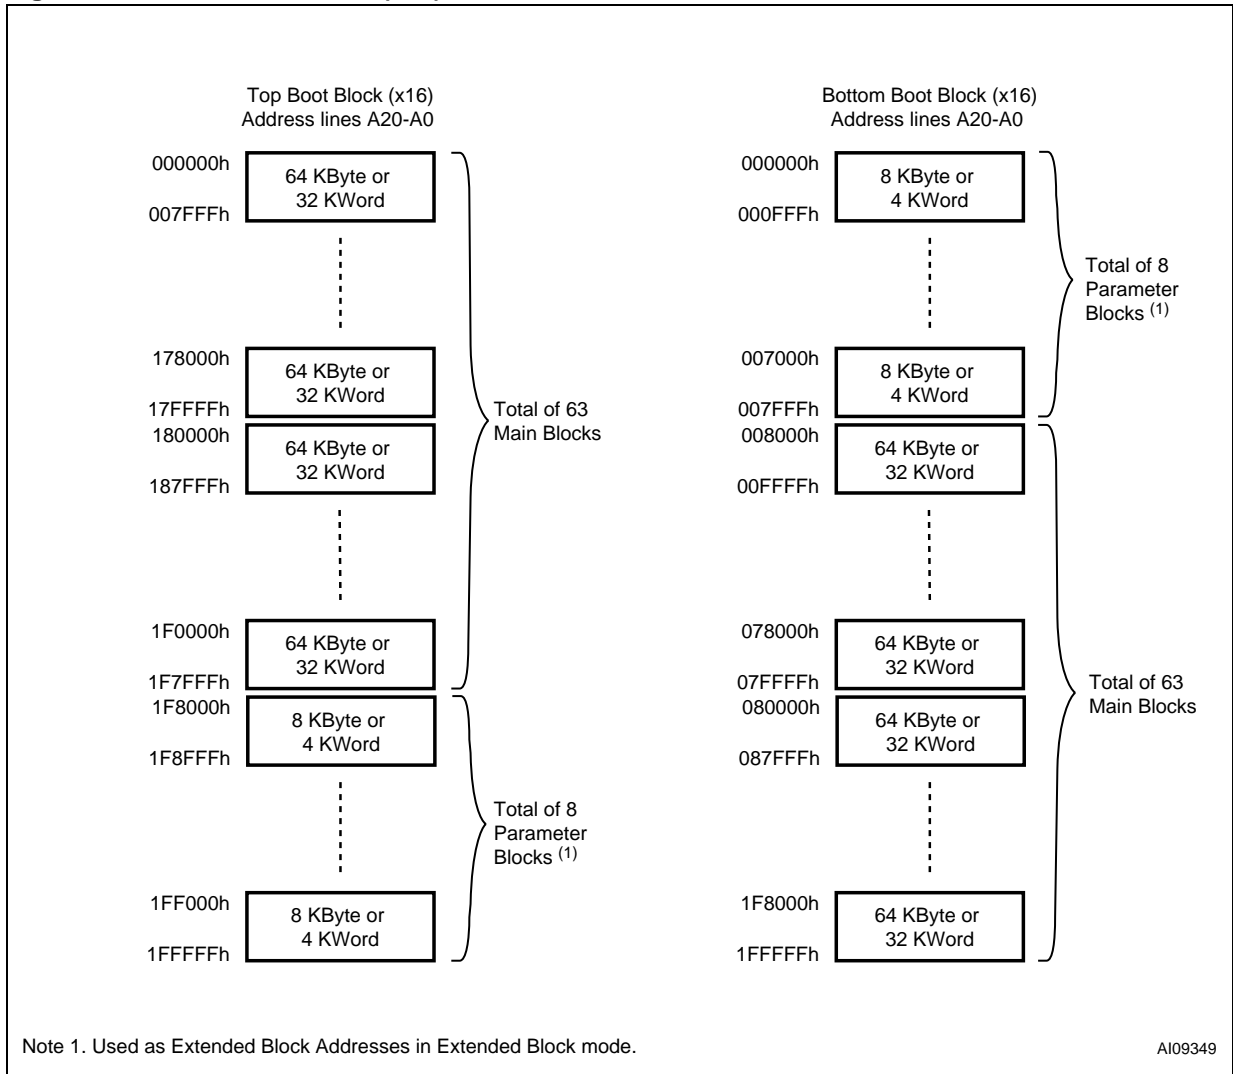 Top Boot Block (x16)
Address lines A20-A0
000000h
64 KByte or
32 KWord
007FFFh
178000h
64 KByte or
32 KWord
17FFFFh
180000h
64 KByte or
32 KWord
187FFFh
Total of 63
Main Blocks
1F0000h
64 KByte or
32 KWord
1F7FFFh
1F8000h
8 KByte or
4 KWord
1F8FFFh
Total of 8
Parameter
Blocks (1)
1FF000h
8 KByte or
4 KWord
1FFFFFh
Bottom Boot Block (x16)
Address lines A20-A0
000000h
8 KByte or
4 KWord
000FFFh
Total of 8
Parameter
Blocks (1)
007000h
8 KByte or
4 KWord
007FFFh
008000h
64 KByte or
32 KWord
00FFFFh
078000h
64 KByte or
32 KWord
07FFFFh
080000h
64 KByte or
32 KWord
087FFFh
Total of 63
Main Blocks
1F8000h
64 KByte or
32 KWord
1FFFFFh
Note 1. Used as Extended Block Addresses in Extended Block mode.
AI09349